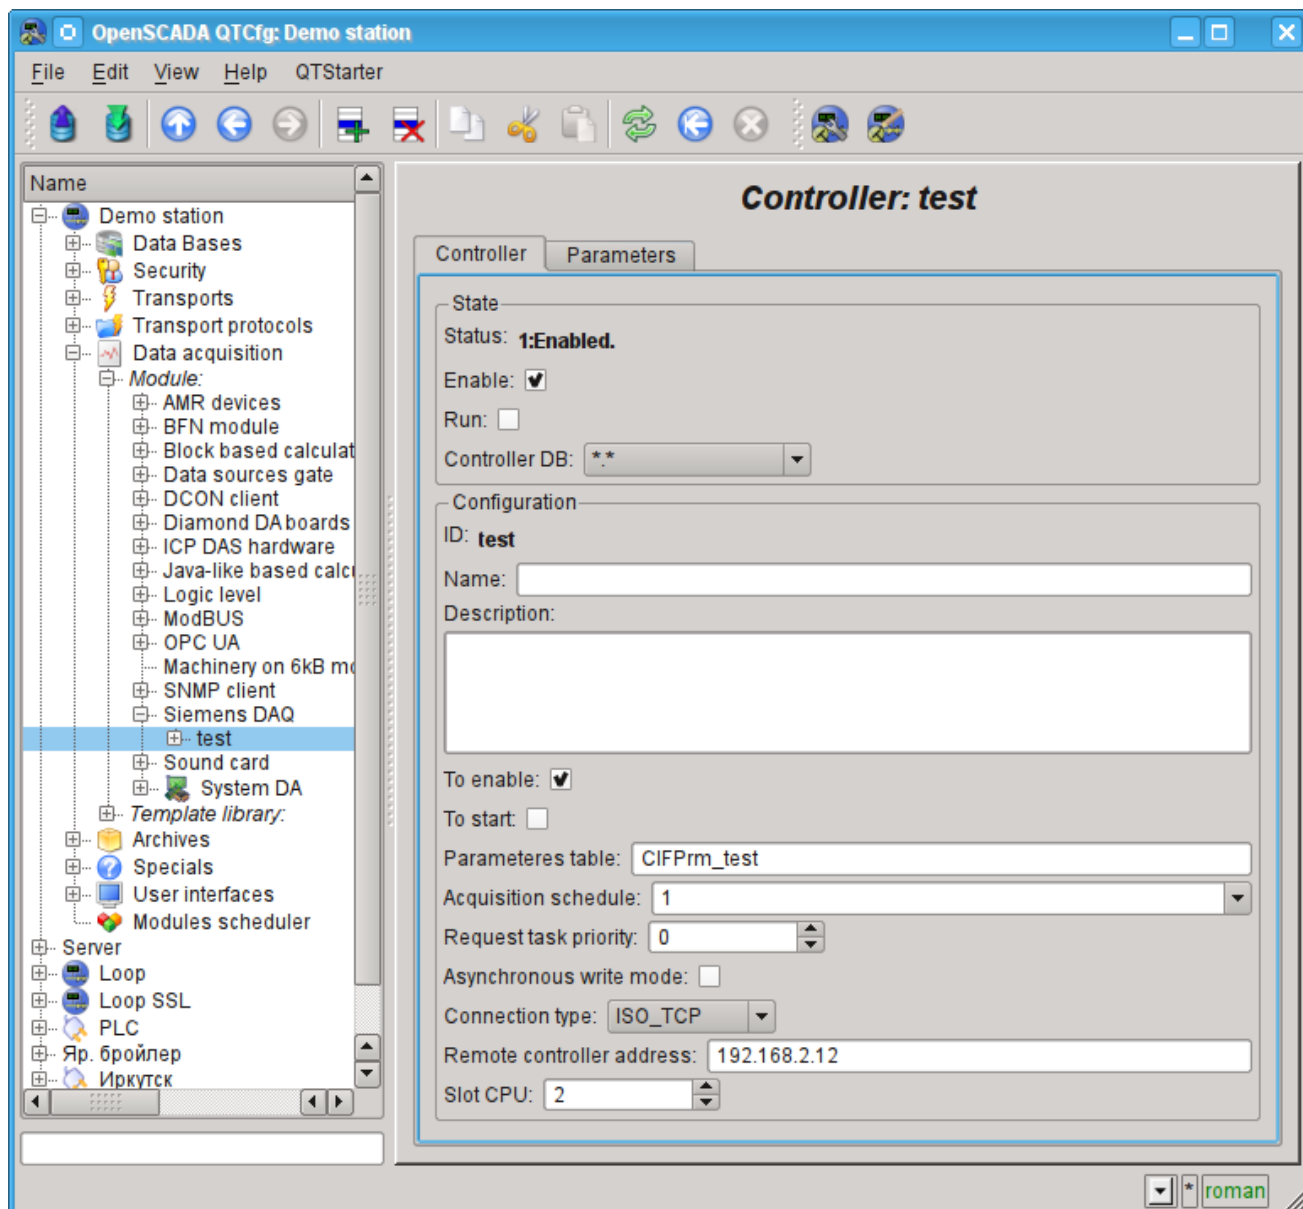 OpenSCADA QTCfg: Demo station
File Edit View Help QTStarter
Name
Demo station
Data Bases
Security
Transports
Transport protocols
Data acquisition
Module:
AMR devices
BFN module
Block based calculat
Data sources gate
DCON client
Diamond DA boards
ICP DAS hardware
Java-like based calcu
Logic level
ModBUS
OPC UA
Machinery on 6kB mo
SNMP client
Siemens DAQ
test
Sound card
System DA
Template library:
Archives
Specials
User interfaces
Modules scheduler
Server
Loop
Loop SSL
PLC
Яр. бройлер
Иркутск
Controller: test
Controller Parameters
State
Status: 1:Enabled.
Enable:
Run:
Controller DB: *.*
Configuration
ID: test
Name:
Description:
To enable:
To start:
Parameteres table: CIFPrm_test
Acquisition schedule: 1
Request task priority: 0
Asynchronous write mode:
Connection type: ISO_TCP
Remote controller address: 192.168.2.12
Slot CPU: 2
* roman